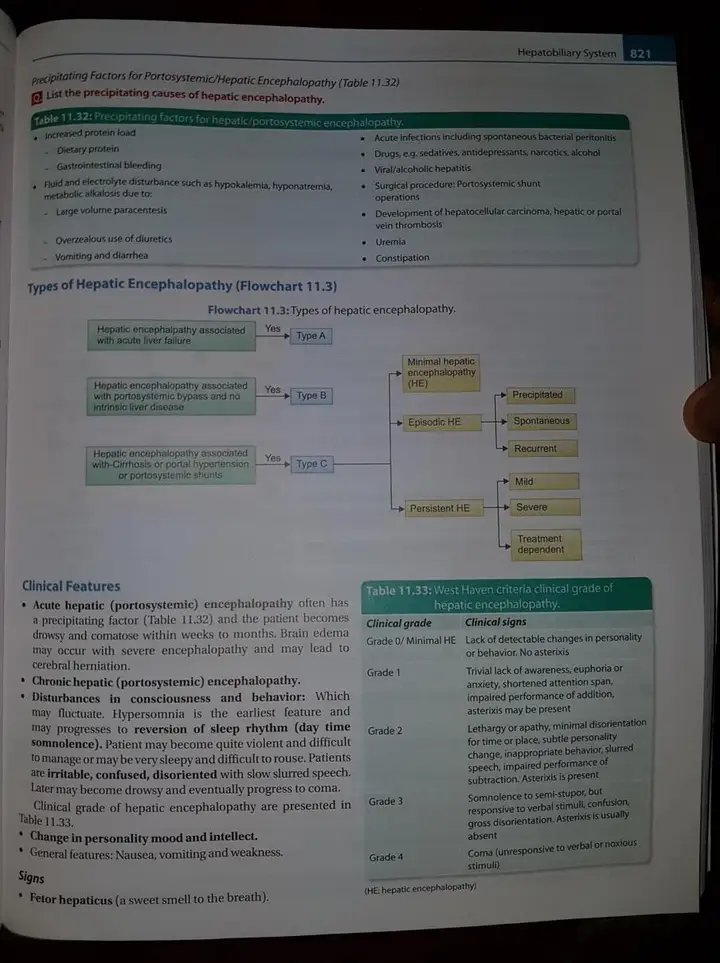 Hepatobiliary System 821
Precipitating Factors for Portosystemic/Hepatic Encephalopathy (Table 11.32)
Q List the precipitating causes of hepatic encephalopathy.
Table 11.32: Precipitating factors for hepatic/portosystemic encephalopathy.
• Increased protein load
- Dietary protein
- Gastrointestinal bleeding
• Fluid and electrolyte disturbance such as hypokalemia, hyponatremia,
metabolic alkalosis due to:
- Large volume paracentesis
- Overzealous use of diuretics
- Vomiting and diarrhea
• Acute infections including spontaneous bacterial peritonitis
• Drugs, e.g. sedatives, antidepressants, narcotics, alcohol
• Viral/alcoholic hepatitis
• Surgical procedure: Portosystemic shunt
operations
• Development of hepatocellular carcinoma, hepatic or portal
vein thrombosis
• Uremia
• Constipation
Types of Hepatic Encephalopathy (Flowchart 11.3)
Flowchart 11.3: Types of hepatic encephalopathy.
Hepatic encephalpathy associated
with acute liver failure
Yes
Type A
Hepatic encephalopathy associated
with portosystemic bypass and no
intrinsic liver disease
Yes
Type B
Hepatic encephalopathy associated
with-Cirrhosis or portal hypertension
or portosystemic shunts
Yes
Type C
Minimal hepatic
encephalopathy
(HE)
Episodic HE
Precipitated
Spontaneous
Recurrent
Persistent HE
Mild
Severe
Treatment
dependent
Clinical Features
• Acute hepatic (portosystemic) encephalopathy often has
a precipitating factor (Table 11.32) and the patient becomes
drowsy and comatose within weeks to months. Brain edema
may occur with severe encephalopathy and may lead to
cerebral herniation.
• Chronic hepatic (portosystemic) encephalopathy.
• Disturbances in consciousness and behavior: Which
may fluctuate. Hypersomnia is the earliest feature and
may progresses to reversion of sleep rhythm (day time
somnolence). Patient may become quite violent and difficult
to manage or may be very sleepy and difficult to rouse. Patients
are irritable, confused, disoriented with slow slurred speech.
Later may become drowsy and eventually progress to coma.
Clinical grade of hepatic encephalopathy are presented in
Table 11.33.
• Change in personality mood and intellect.
• General features: Nausea, vomiting and weakness.
Signs
• Fetor hepaticus (a sweet smell to the breath).
Table 11.33: West Haven criteria clinical grade of
hepatic encephalopathy.
Clinical grade Clinical signs
Grade 0/ Minimal HE Lack of detectable changes in personality
or behavior. No asterixis
Grade 1 Trivial lack of awareness, euphoria or
anxiety, shortened attention span,
impaired performance of addition,
asterixis may be present
Grade 2 Lethargy or apathy, minimal disorientation
for time or place, subtle personality
change, inappropriate behavior, slurred
speech, impaired performance of
subtraction. Asterixis is present
Grade 3 Somnolence to semi-stupor, but
responsive to verbal stimuli, confusion,
gross disorientation. Asterixis is usually
absent
Grade 4 Coma (unresponsive to verbal or noxious
stimuli)
(HE: hepatic encephalopathy)